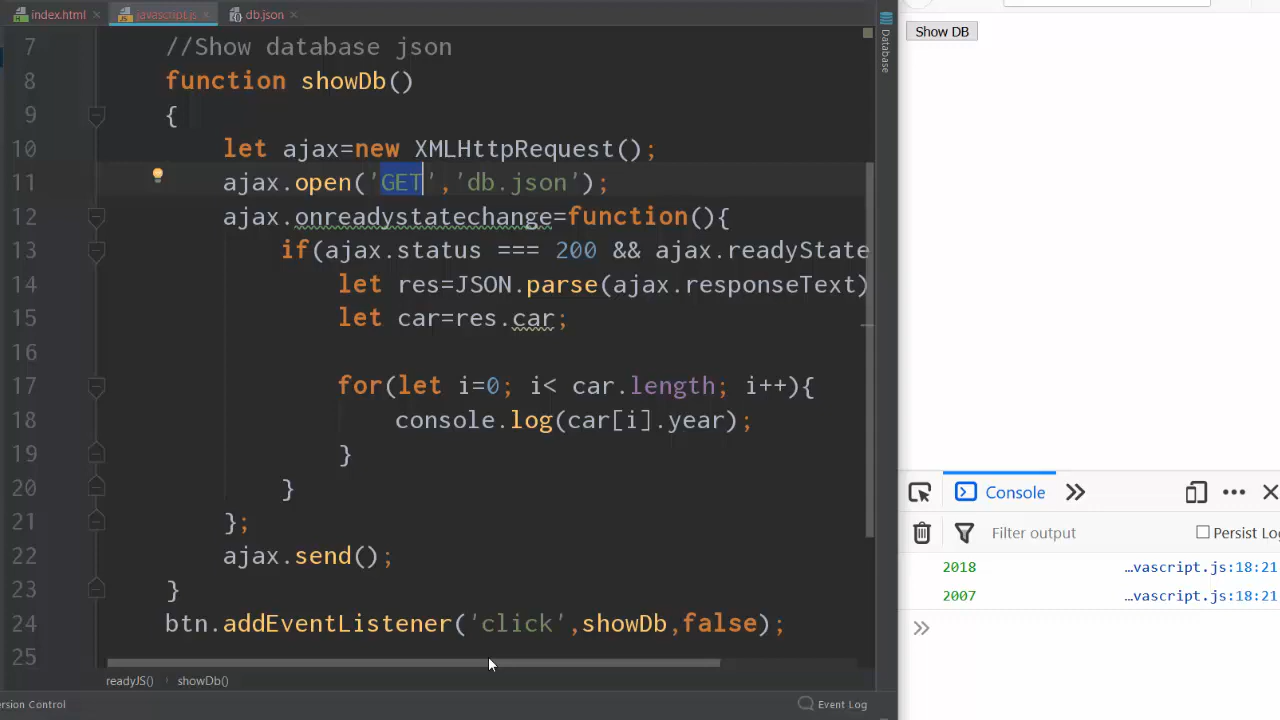 index.html
javascript.js
db.json
7 //Show database json
8 function showDb()
9 {
10 let ajax=new XMLHttpRequest();
11 ajax.open('GET','db.json');
12 ajax.onreadystatechange=function(){
13 if(ajax.status === 200 && ajax.readyState
14 let res=JSON.parse(ajax.responseText)
15 let car=res.car;
16
17 for(let i=0; i< car.length; i++){
18 console.log(car[i].year);
19 }
20 }
21 };
22 ajax.send();
23 }
24 btn.addEventListener('click',showDb,false);
25
readyJS() showDb()
ersion Control
Event Log
Database
Show DB
Console
Filter output
Persist Log
2018 …vascript.js:18:21
2007 …vascript.js:18:21